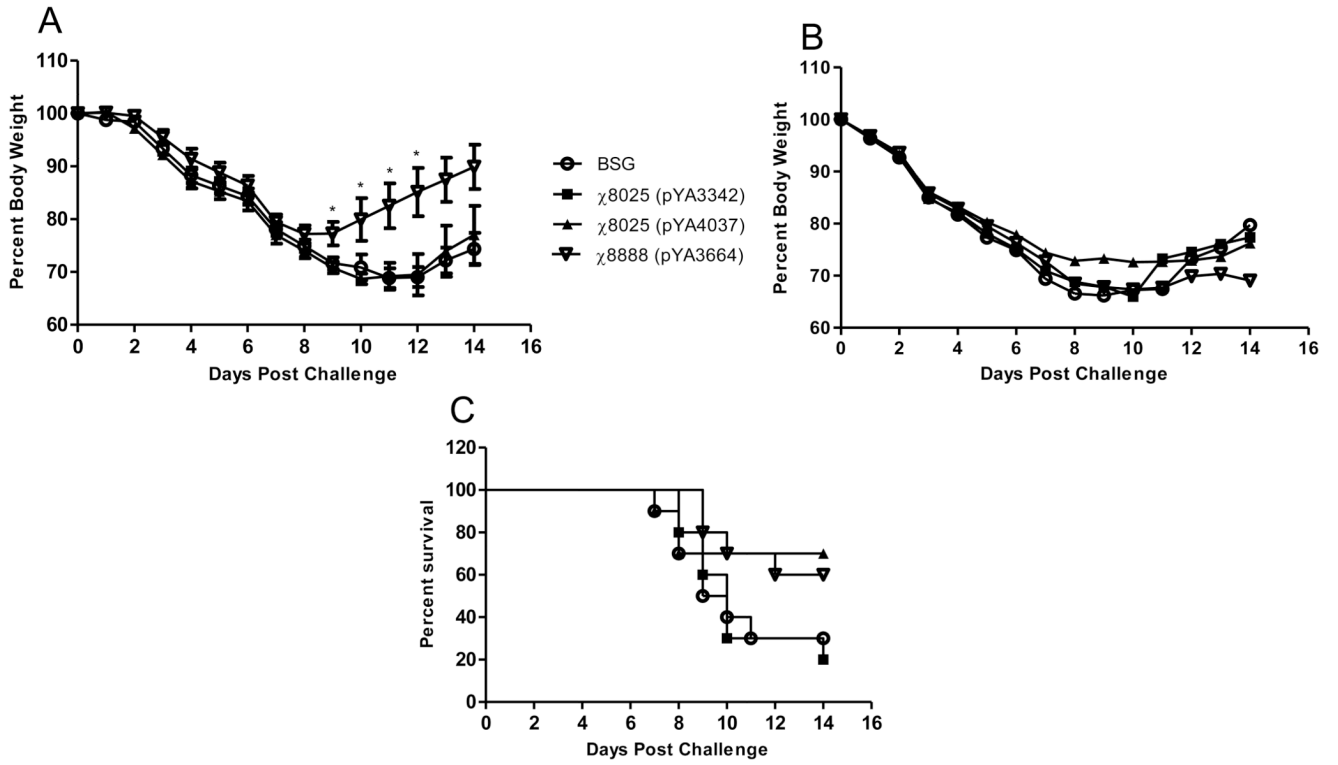 A
Percent Body Weight
110
100
90
80
70
60
* * * *
0 2 4 6 8 10 12 14 16
Days Post Challenge
BSG
χ8025 (pYA3342)
χ8025 (pYA4037)
χ8888 (pYA3664)
B
Percent Body Weight
110
100
90
80
70
60
0 2 4 6 8 10 12 14 16
Days Post Challenge
C
Percent survival
120
100
80
60
40
20
0
0 2 4 6 8 10 12 14 16
Days Post Challenge